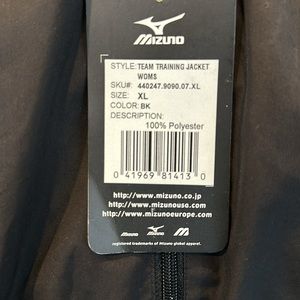 MIZUNO
STYLE: TEAM TRAINING JACKET
WOMS
SKU#: 440247.9090.07.XL
SIZE: XL
COLOR: BK
DESCRIPTION:
100% Polyester
0 41969 81413 0
http://www.mizuno.co.jp
http://www.mizunousa.com
http://www.mizunoeurope.com
registered trademarks of Mizuno global apparel.